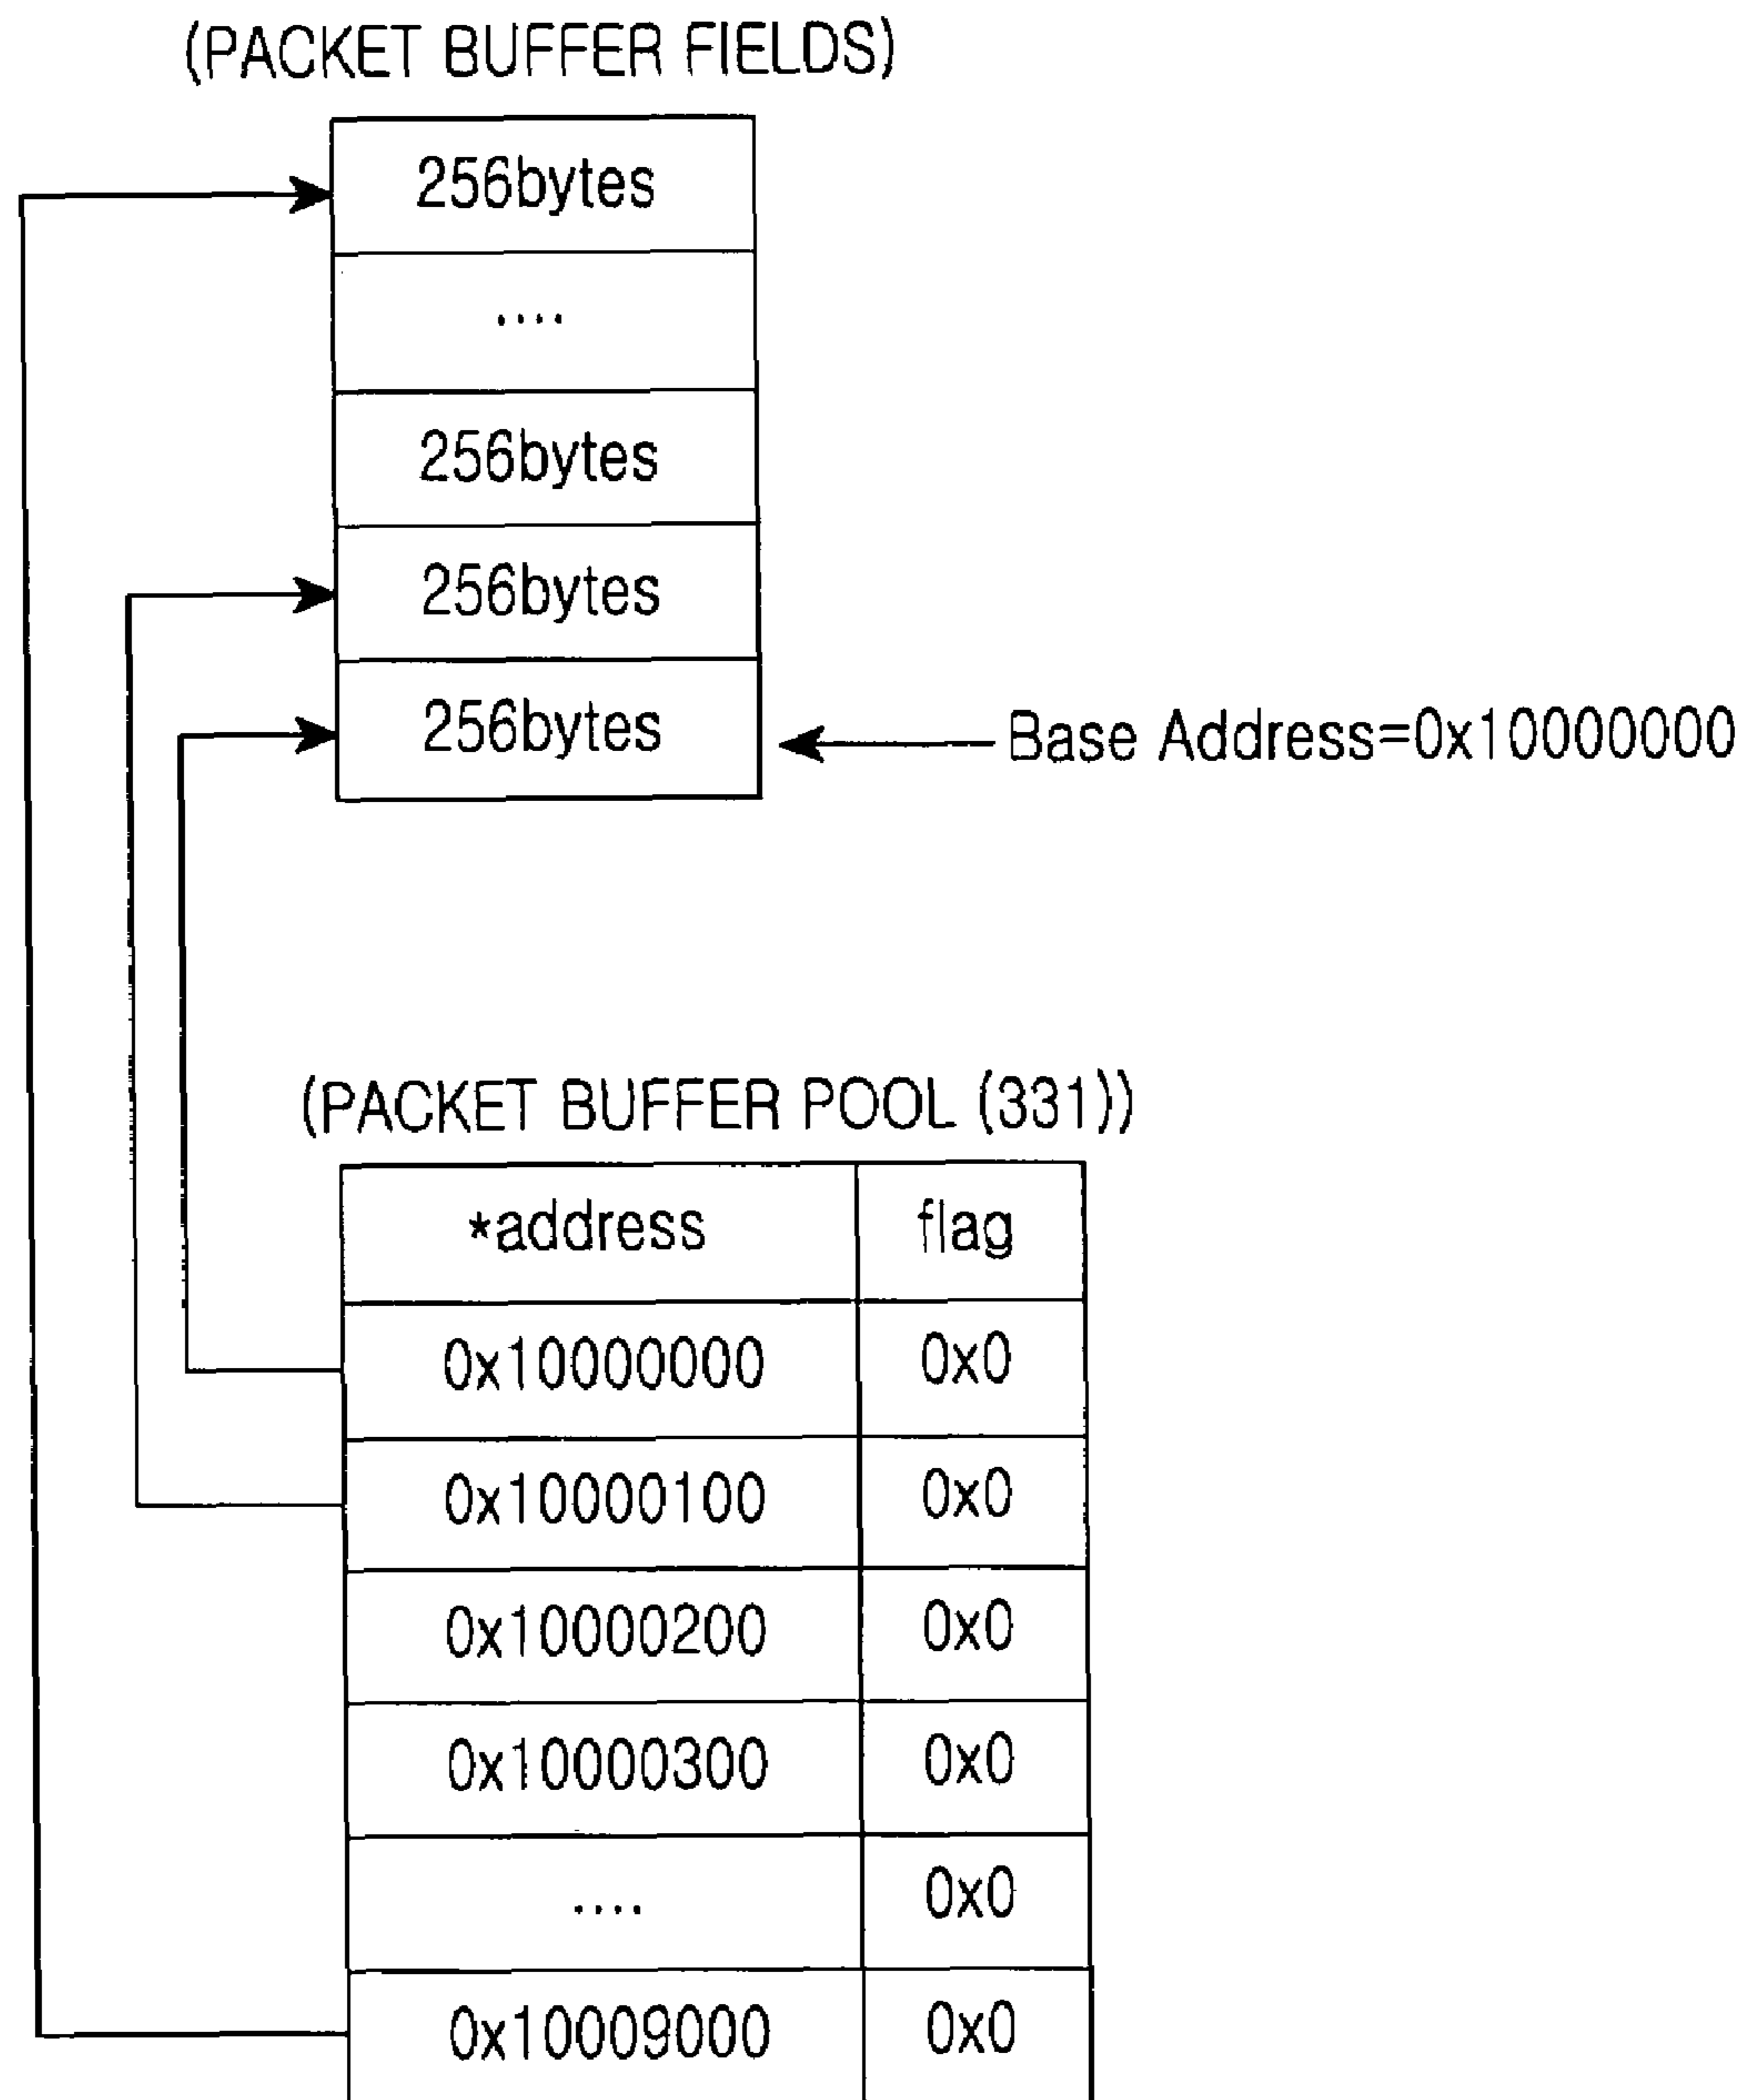 (PACKET BUFFER FIELDS)
256bytes
....
256bytes
256bytes
256bytes
Base Address=0x10000000
(PACKET BUFFER POOL (331))
*address flag
0x10000000 0x0
0x10000100 0x0
0x10000200 0x0
0x10000300 0x0
.... 0x0
0x10009000 0x0